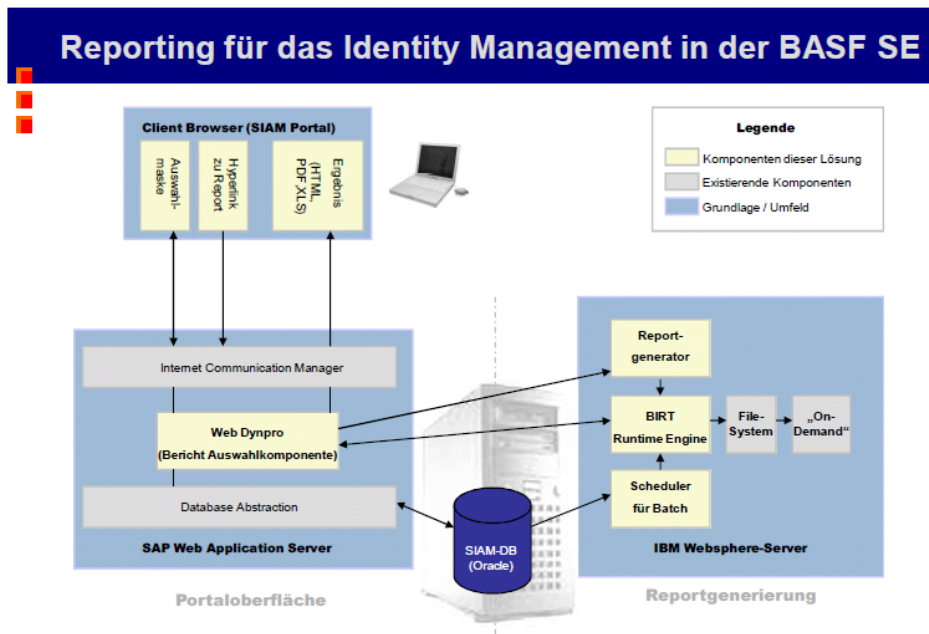 Reporting für das Identity Management in der BASF SE
Client Browser (SIAM Portal)
Auswahl-
maske
Hyperlink
zu Report
Ergebnis
(HTML,
PDF,XLS)
Legende
Komponenten dieser Lösung
Existierende Komponenten
Grundlage / Umfeld
Internet Communication Manager
Web Dynpro
(Bericht Auswahlkomponente)
Database Abstraction
SAP Web Application Server
Portaloberfläche
SIAM-DB
(Oracle)
Report-
generator
BIRT
Runtime Engine
File-
System
„On-
Demand“
Scheduler
für Batch
IBM Websphere-Server
Reportgenerierung